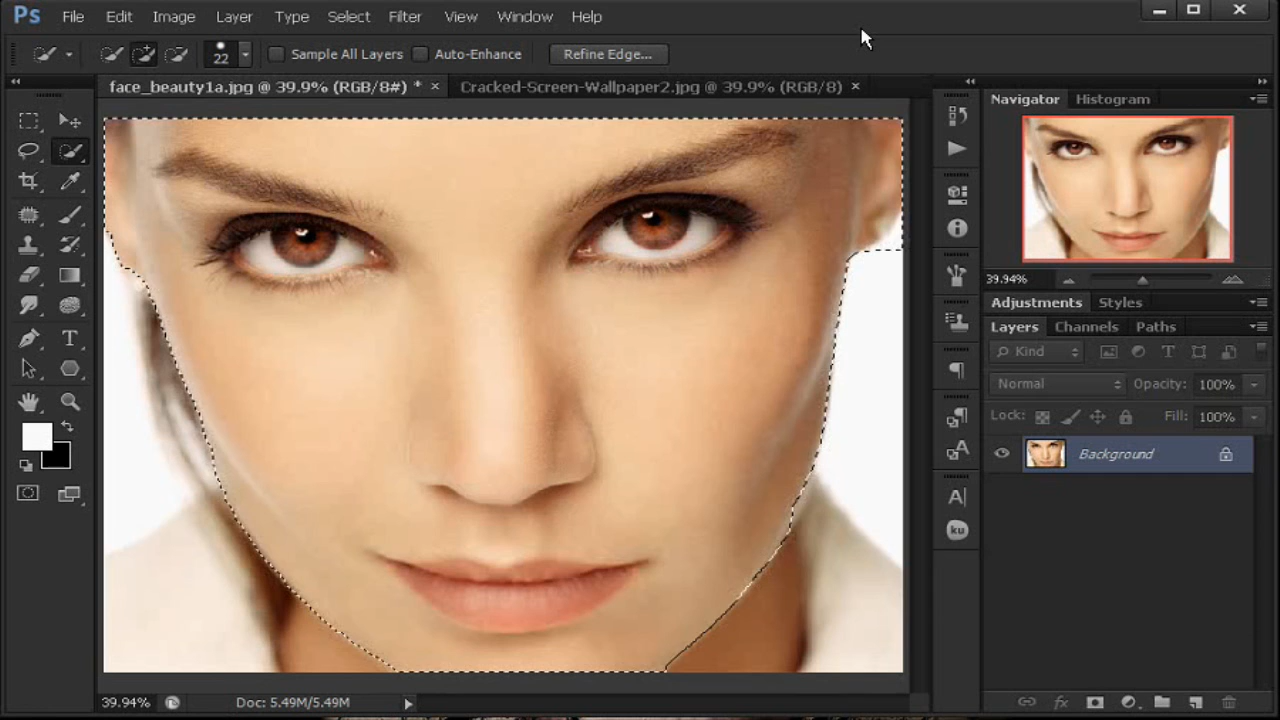 Ps File Edit Image Layer Type Select Filter View Window Help
22 Sample All Layers Auto-Enhance Refine Edge...
face_beauty1a.jpg @ 39.9% (RGB/8#) * × Cracked-Screen-Wallpaper2.jpg @ 39.9% (RGB/8) ×
Navigator Histogram
39.94%
Adjustments Styles
Layers Channels Paths
Kind
Normal Opacity: 100%
Lock: Fill: 100%
Background
ku
39.94% Doc: 5.49M/5.49M